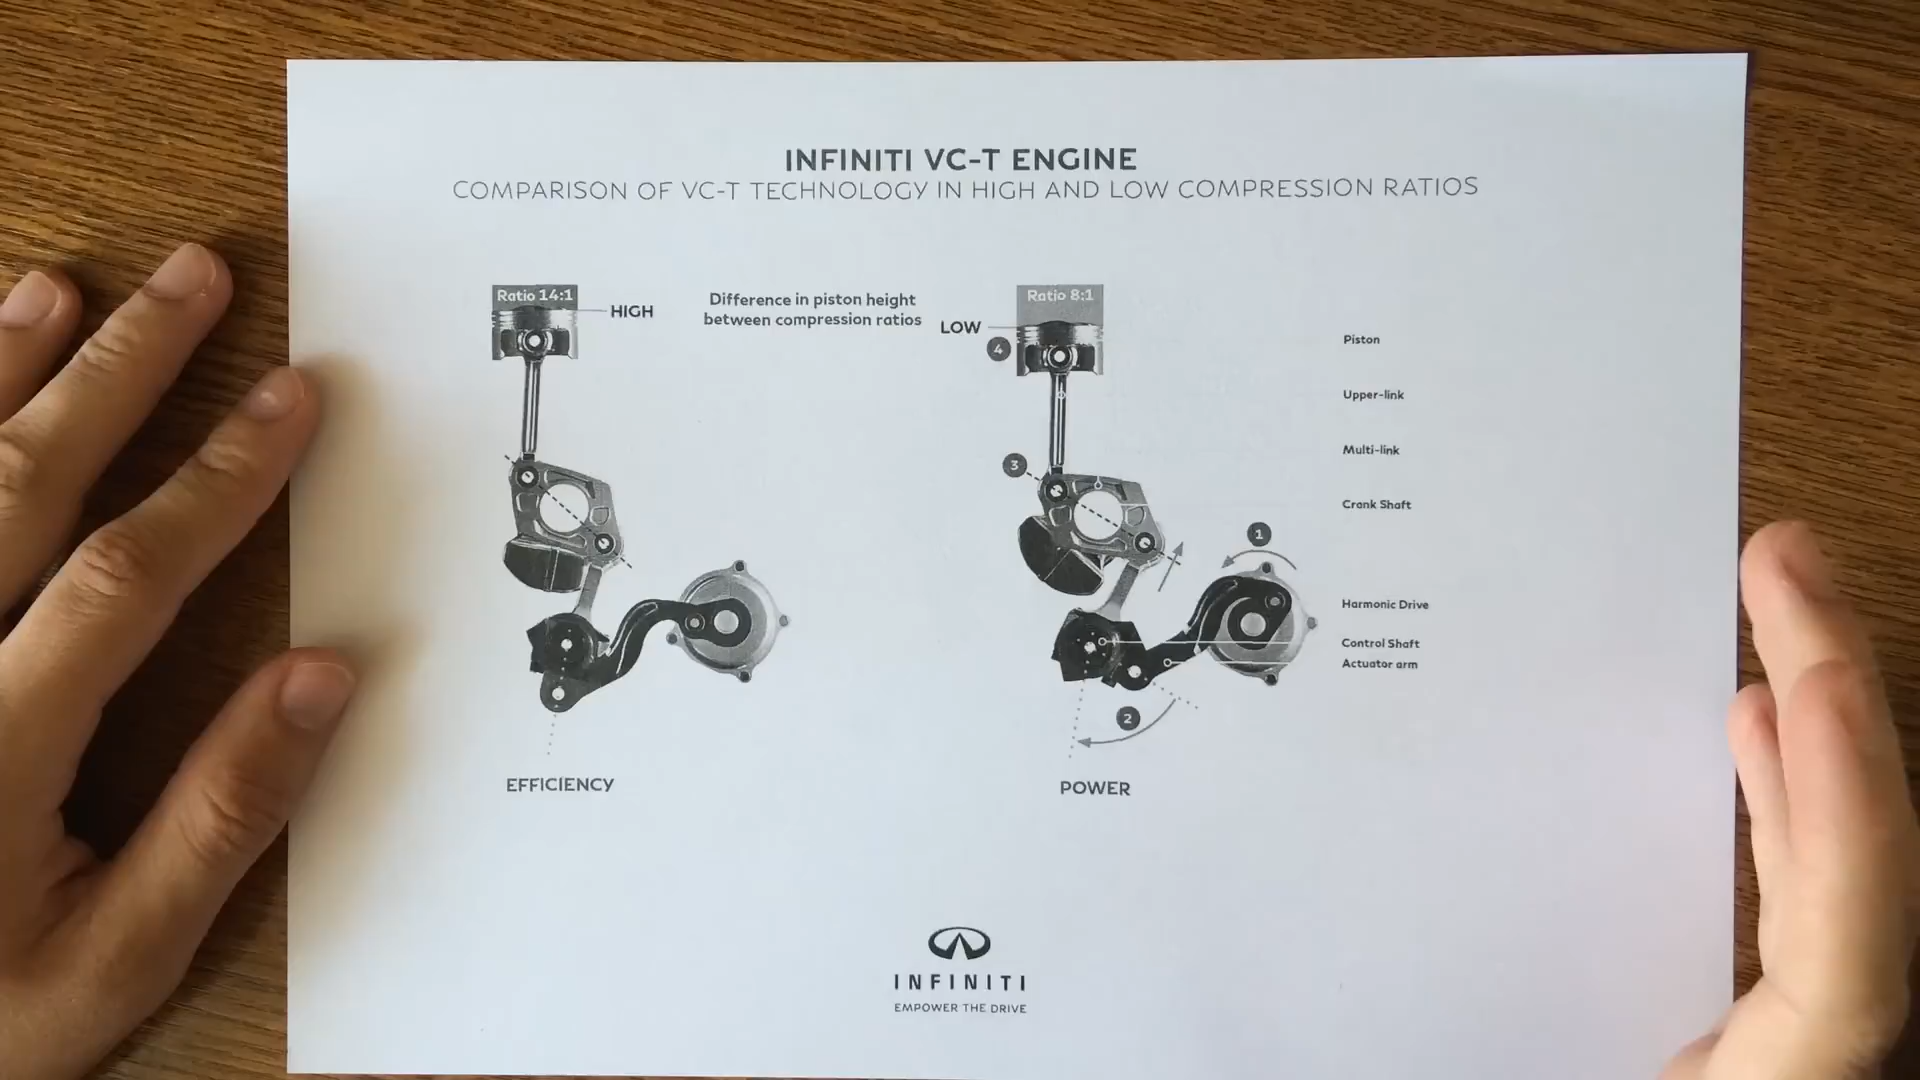 INFINITI VC-T ENGINE
COMPARISON OF VC-T TECHNOLOGY IN HIGH AND LOW COMPRESSION RATIOS
Ratio 14:1
HIGH
Difference in piston height
between compression ratios
LOW
Ratio 8:1
4
3
1
2
Piston
Upper-link
Multi-link
Crank Shaft
Harmonic Drive
Control Shaft
Actuator arm
EFFICIENCY
POWER
INFINITI
EMPOWER THE DRIVE